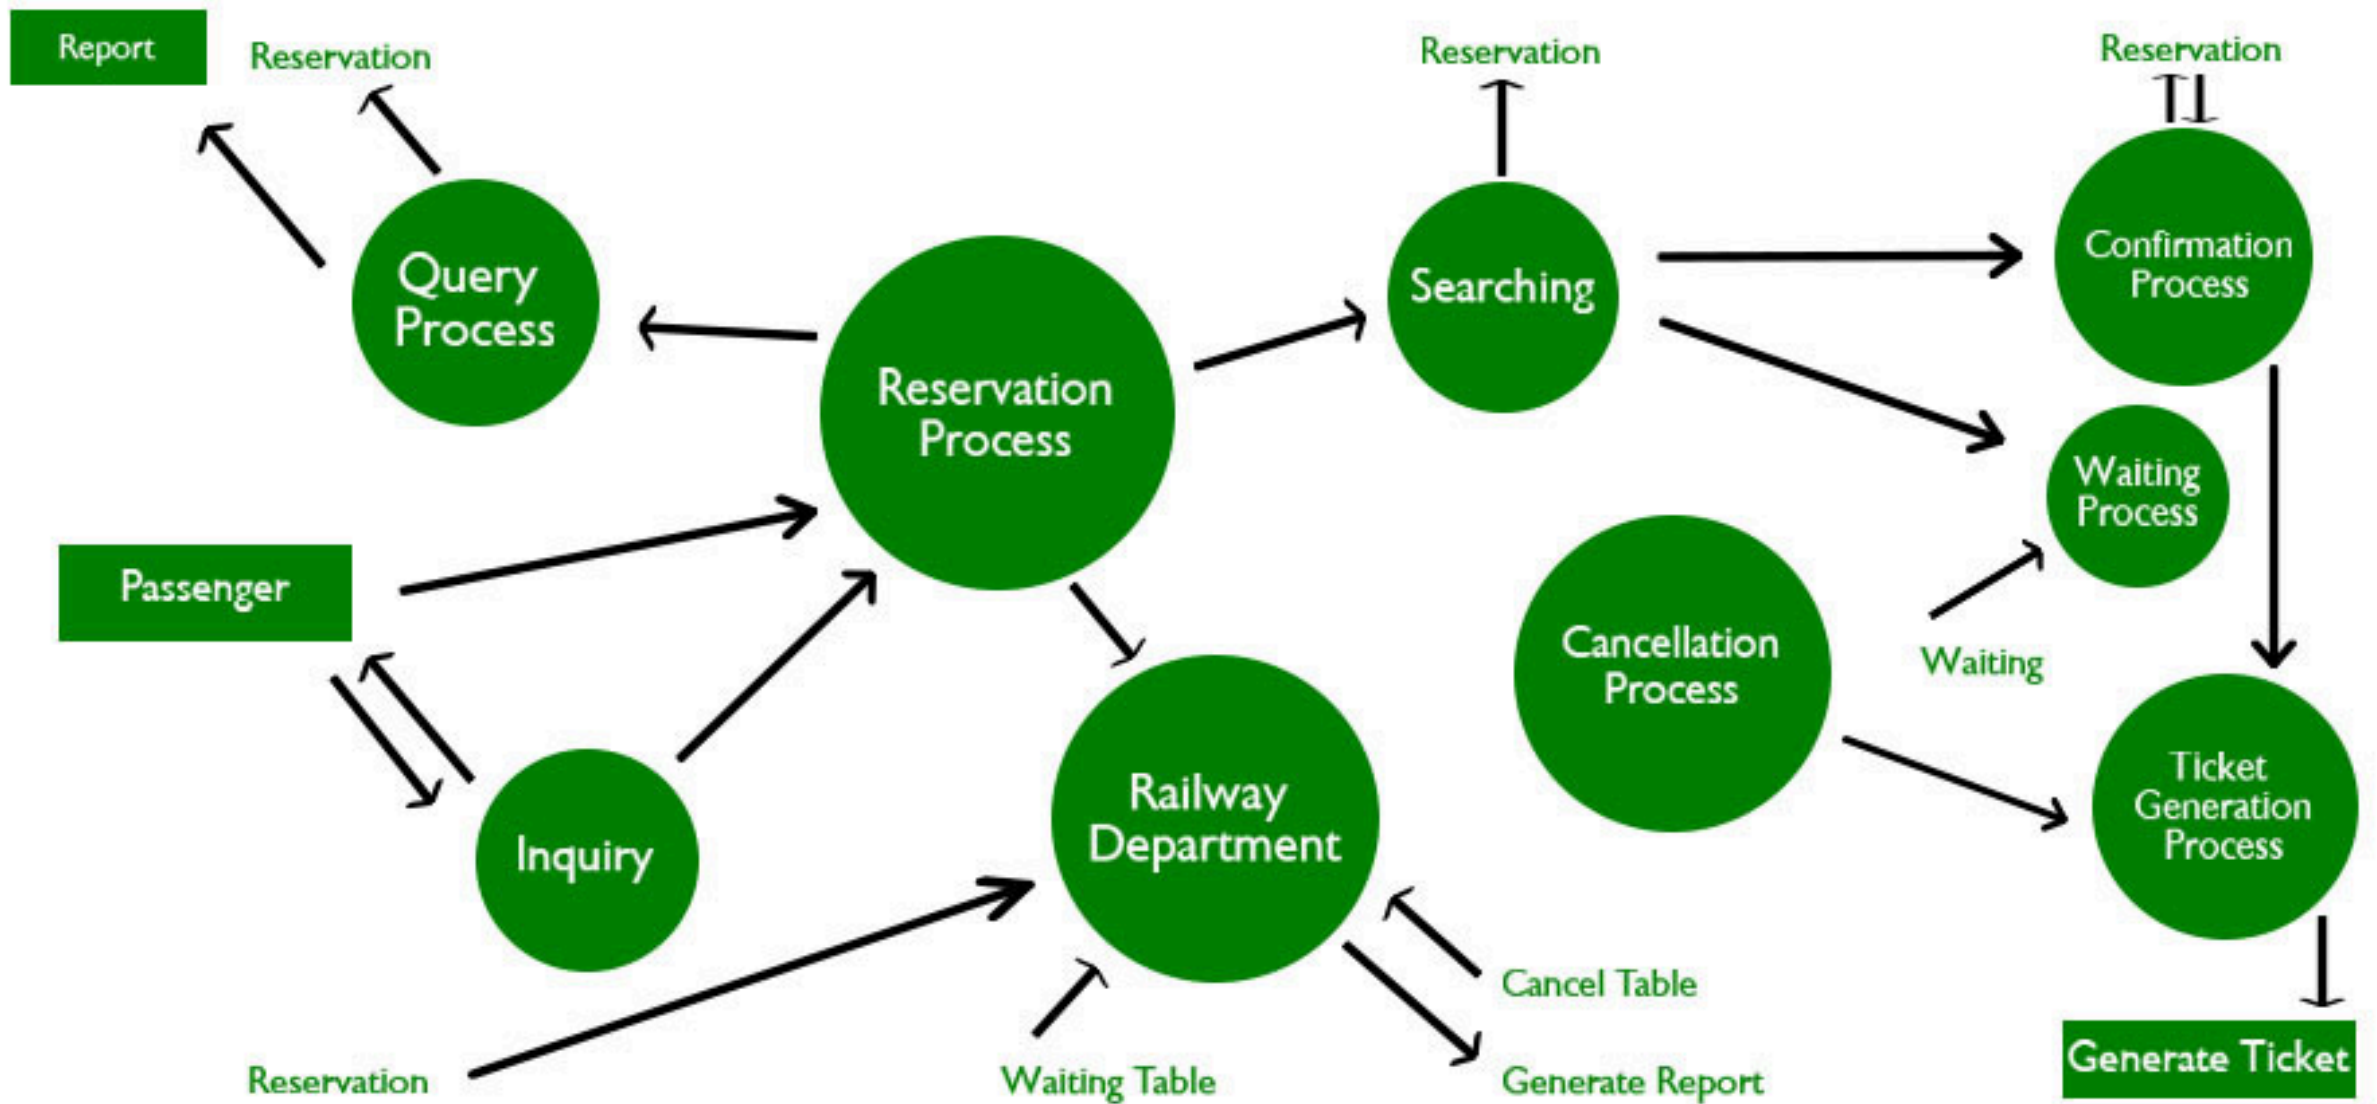 Report
Reservation
Reservation
Reservation
Query
Process
Reservation
Process
Searching
Confirmation
Process
Waiting
Process
Passenger
Cancellation
Process
Waiting
Inquiry
Railway
Department
Ticket
Generation
Process
Cancel Table
Reservation
Waiting Table
Generate Report
Generate Ticket